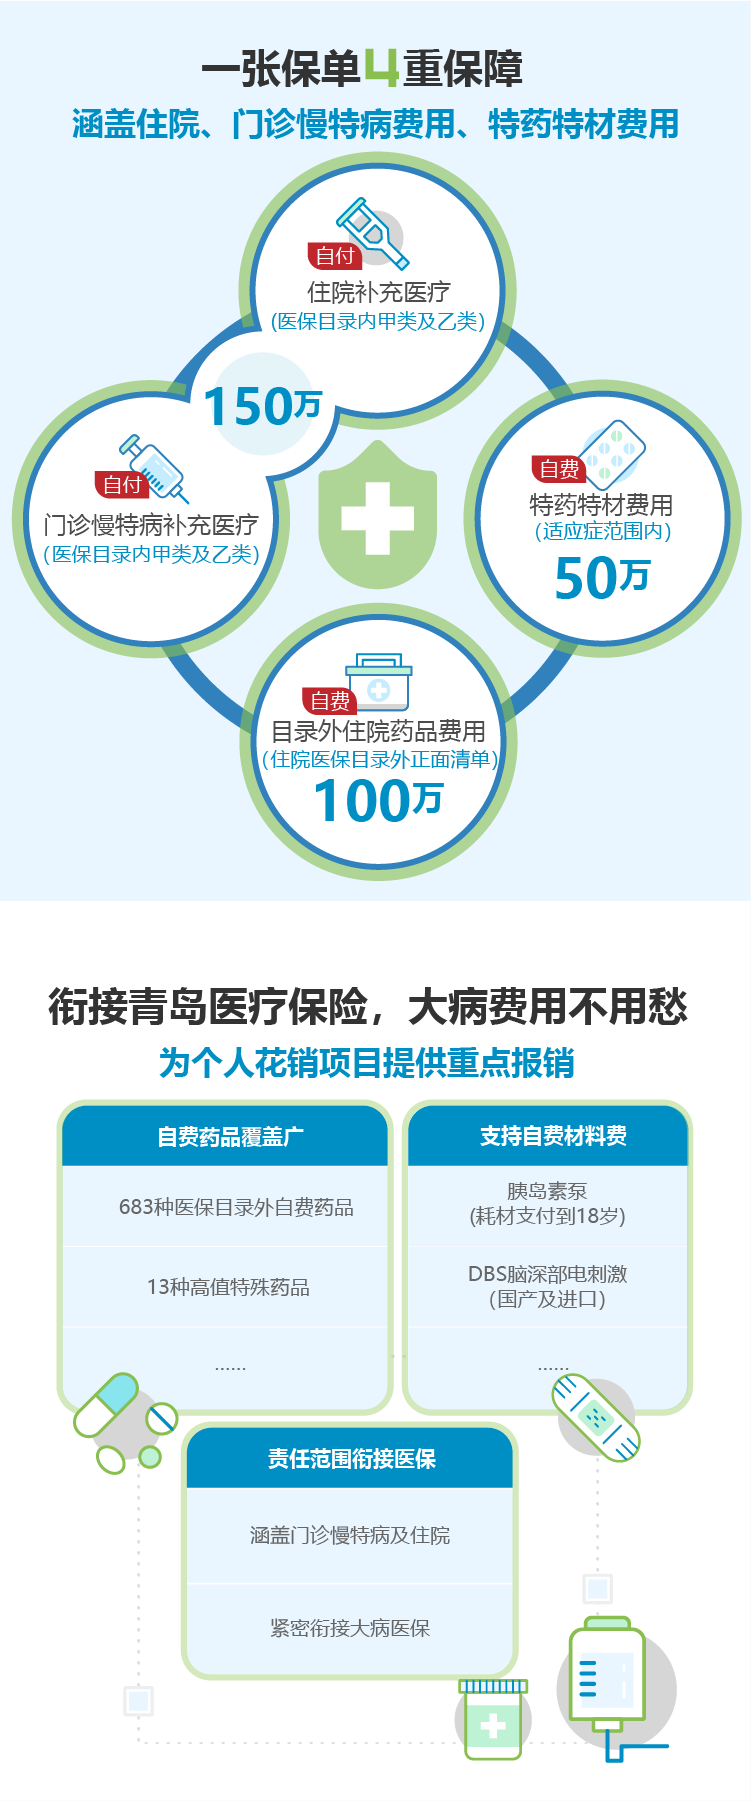 一张保单4重保障
涵盖住院、门诊慢特病费用、特药特材费用
自付
住院补充医疗
(医保目录内甲类及乙类)
150万
自付
门诊慢特病补充医疗
(医保目录内甲类及乙类)
自费
特药特材费用
(适应症范围内)
50万
自费
目录外住院药品费用
(住院医保目录外正面清单)
100万
衔接青岛医疗保险，大病费用不用愁
为个人花销项目提供重点报销
自费药品覆盖广
683种医保目录外自费药品
13种高值特殊药品
......
支持自费材料费
胰岛素泵
(耗材支付到18岁)
DBS脑深部电刺激
（国产及进口）
......
责任范围衔接医保
涵盖门诊慢特病及住院
紧密衔接大病医保